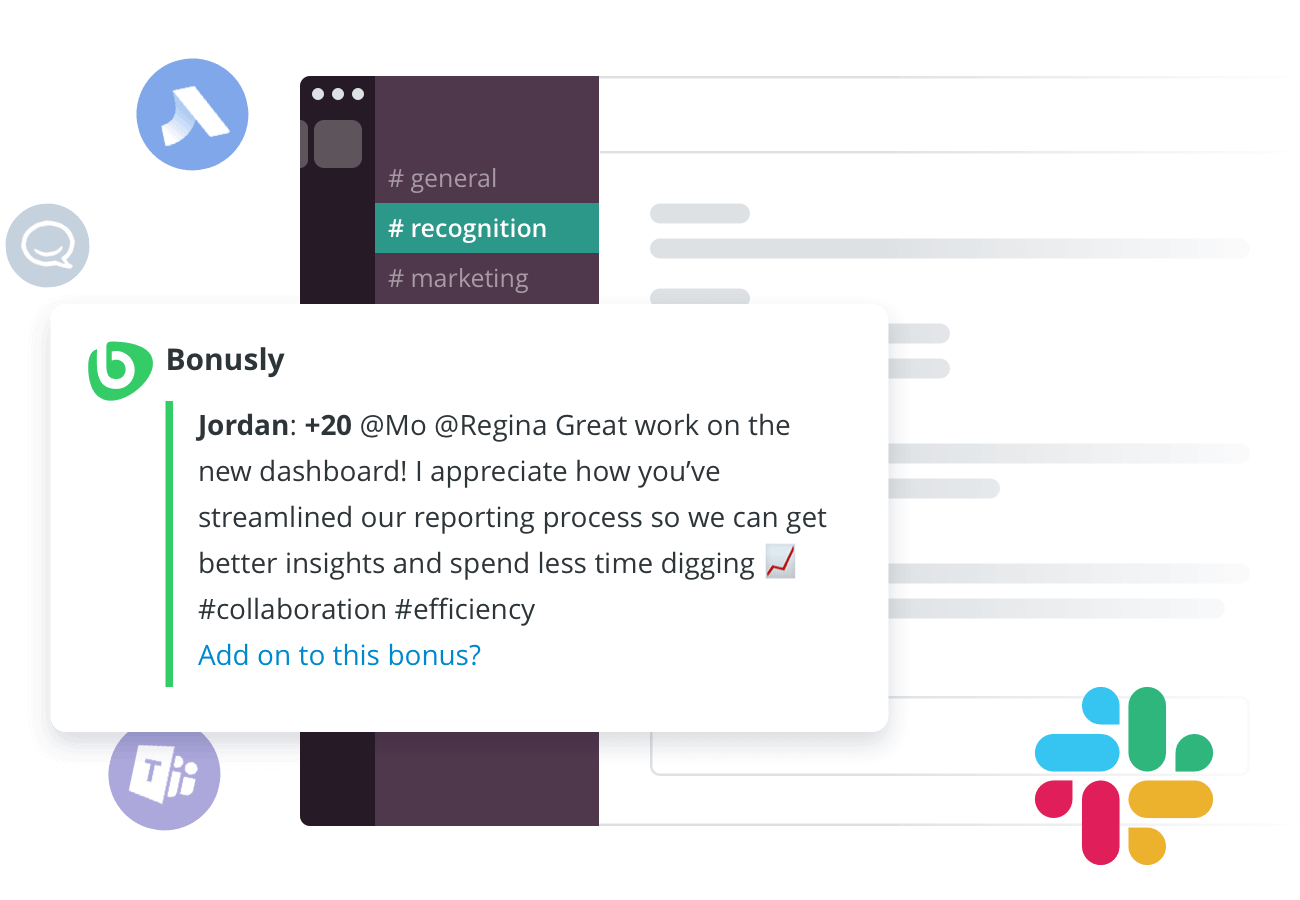 # general
# recognition
# marketing
Bonusly
Jordan: +20 @Mo @Regina Great work on the
new dashboard! I appreciate how you’ve
streamlined our reporting process so we can get
better insights and spend less time digging 📈
#collaboration #efficiency
Add on to this bonus?
T